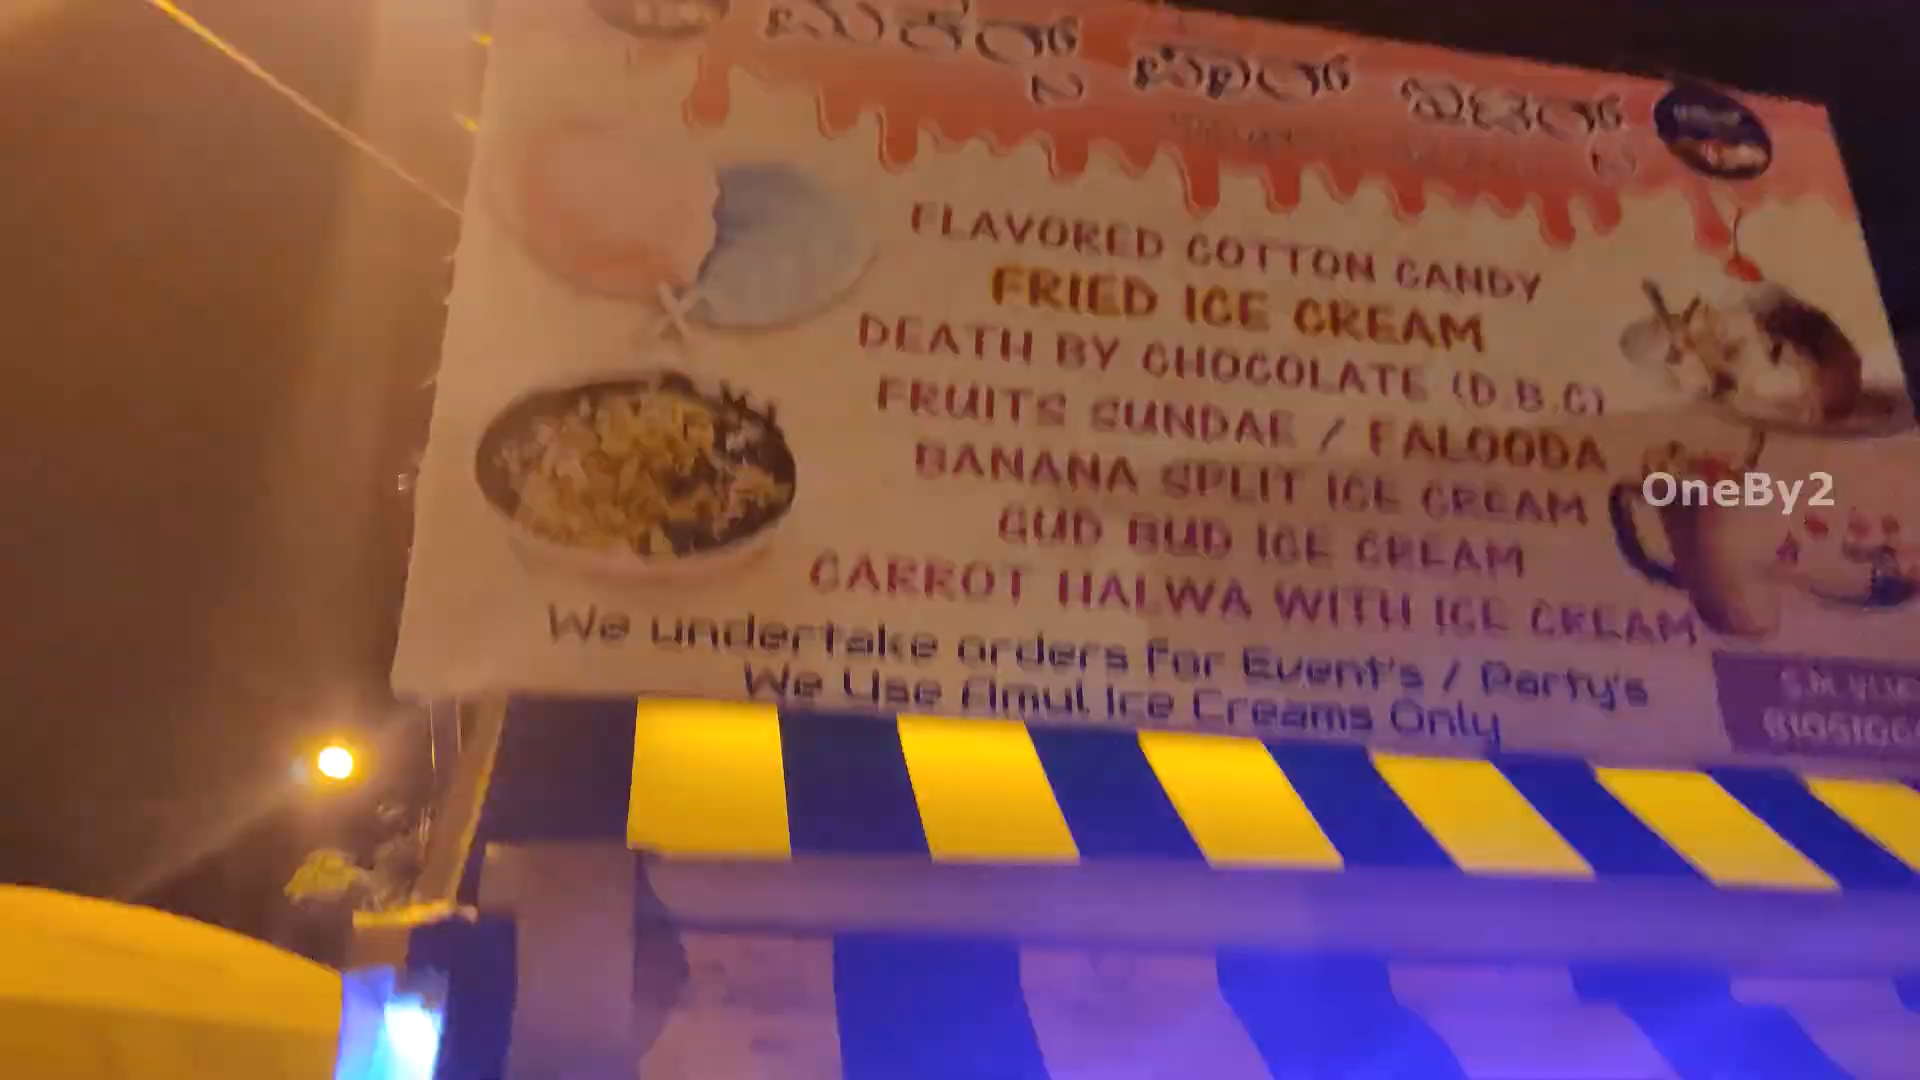 FLAVORED COTTON CANDY
FRIED ICE CREAM
DEATH BY CHOCOLATE (D.B.C)
FRUITS SUNDAE / FALOODA
BANANA SPLIT ICE CREAM
GUD BUD ICE CREAM
CARROT HALWA WITH ICE CREAM
We undertake orders for Event's / Party's
We Use Amul Ice Creams Only
OneBy2